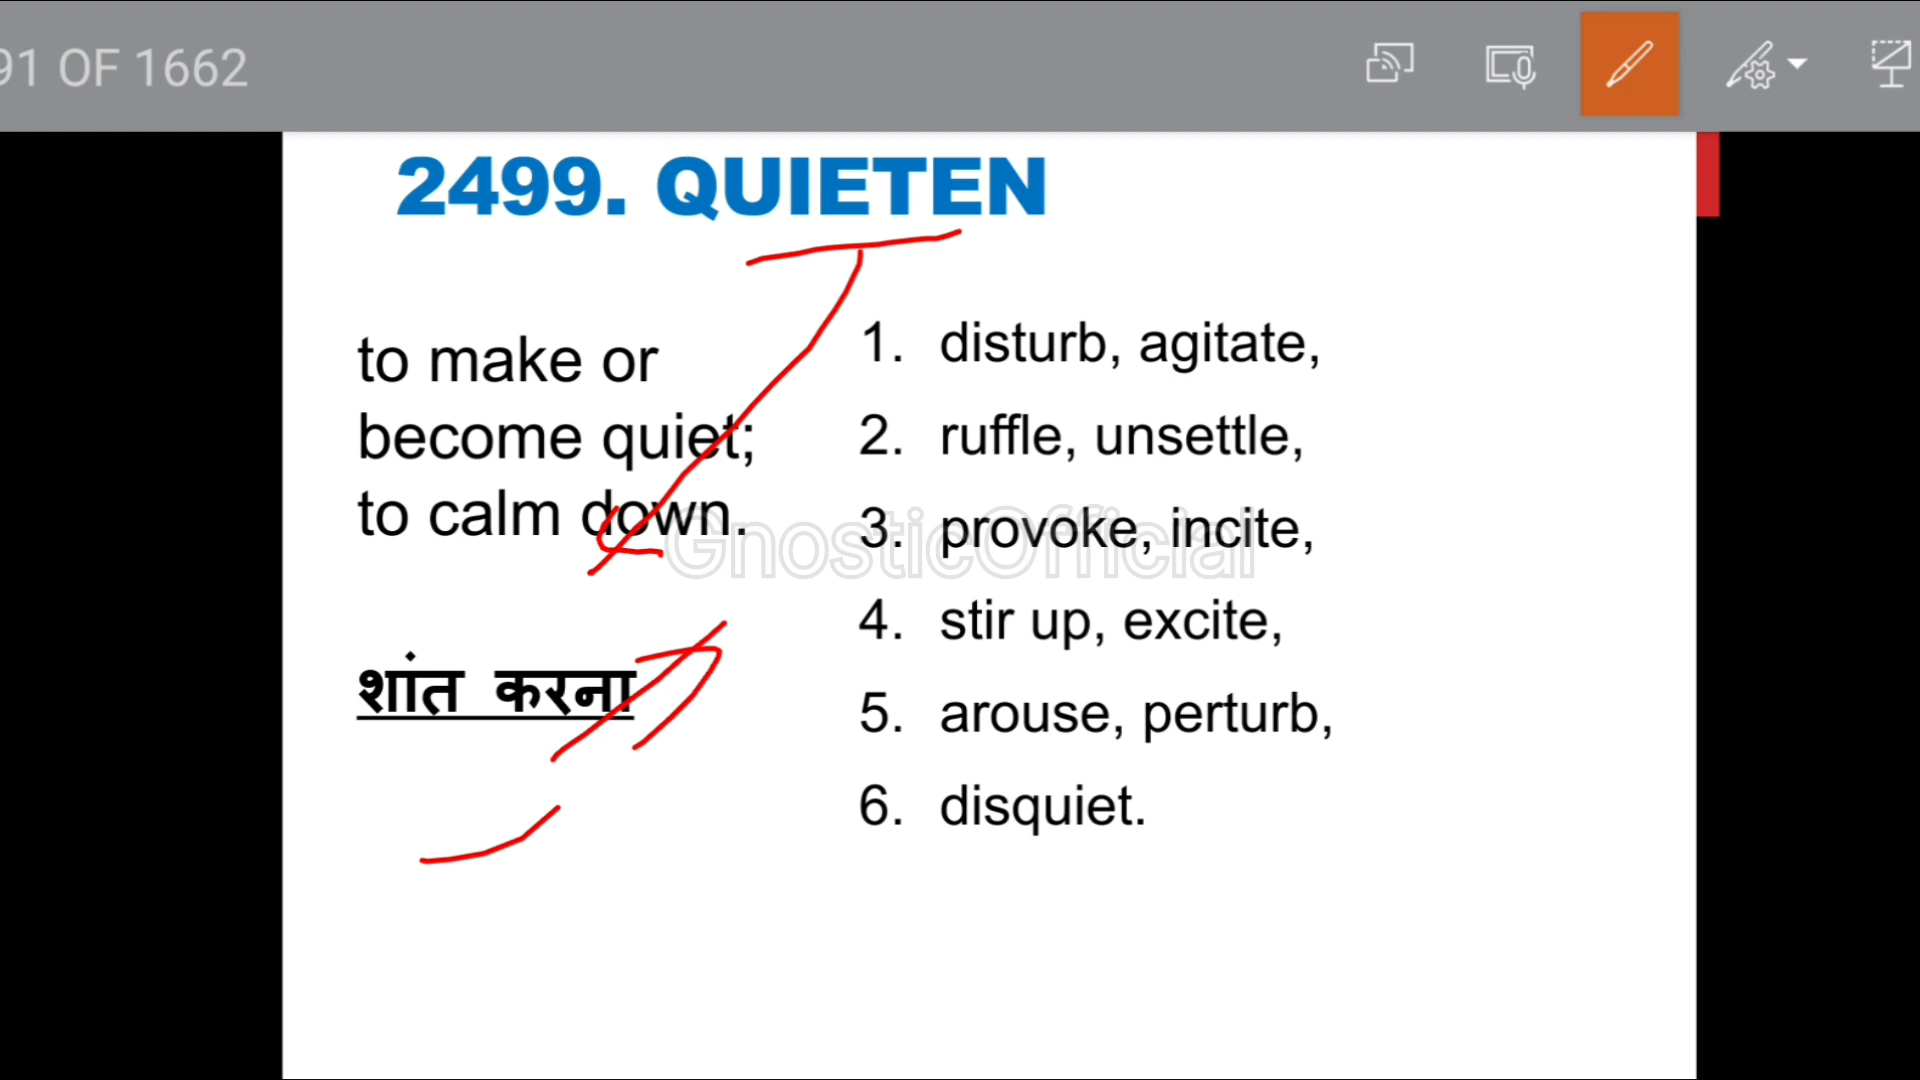 91 OF 1662
2499. QUIETEN
to make or
become quiet;
to calm down.
शांत करना
1. disturb, agitate,
2. ruffle, unsettle,
3. provoke, incite,
4. stir up, excite,
5. arouse, perturb,
6. disquiet.
GnosticOfficial